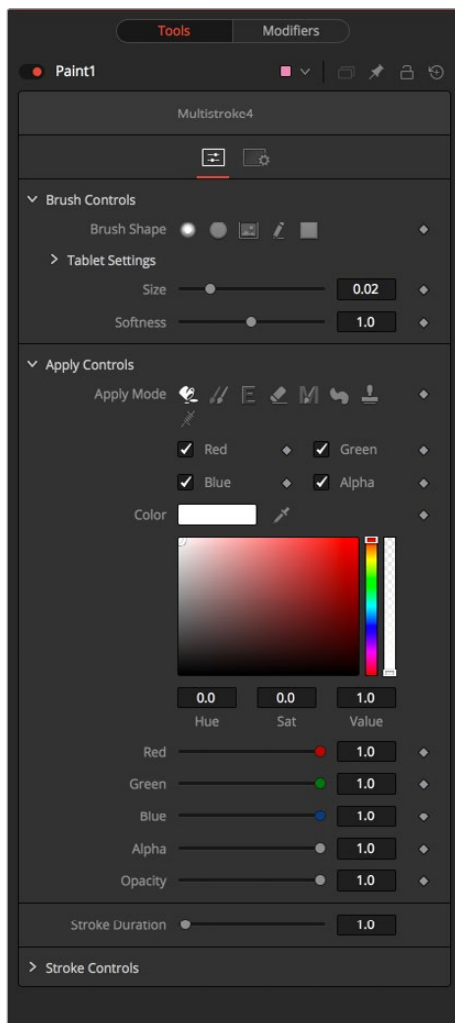 Tools Modifiers
Paint1
Multistroke4
Brush Controls
Brush Shape
Tablet Settings
Size 0.02
Softness 1.0
Apply Controls
Apply Mode
Red Green
Blue Alpha
Color
0.0 0.0 1.0
Hue Sat Value
Red 1.0
Green 1.0
Blue 1.0
Alpha 1.0
Opacity 1.0
Stroke Duration 1.0
Stroke Controls